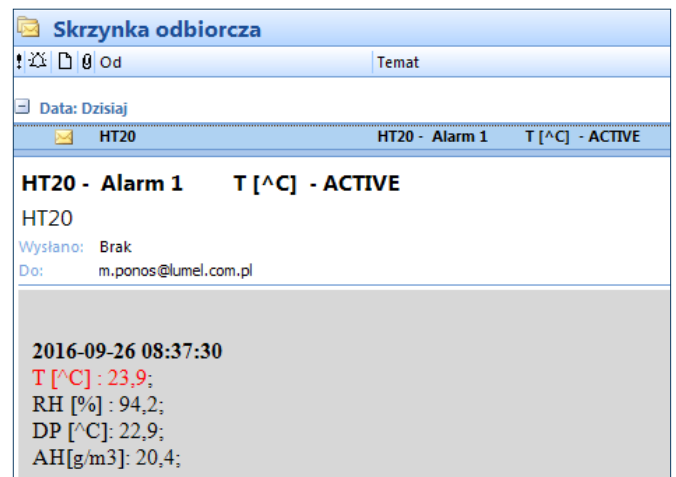 Skrzynka odbiorcza
! Od Temat
Data: Dzisiaj
HT20 HT20 - Alarm 1 T [^C] - ACTIVE
HT20 - Alarm 1 T [^C] - ACTIVE
HT20
Wysłano: Brak
Do: m.ponos@lumel.com.pl
2016-09-26 08:37:30
T [^C] : 23,9;
RH [%] : 94,2;
DP [^C]: 22,9;
AH[g/m3]: 20,4;